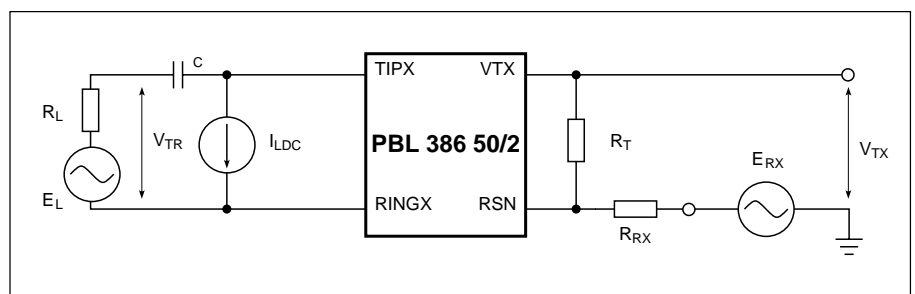 C
TIPX
VTX
R_L
V_TR
I_LDC
PBL 386 50/2
R_T
E_RX
V_TX
E_L
RINGX
RSN
R_RX